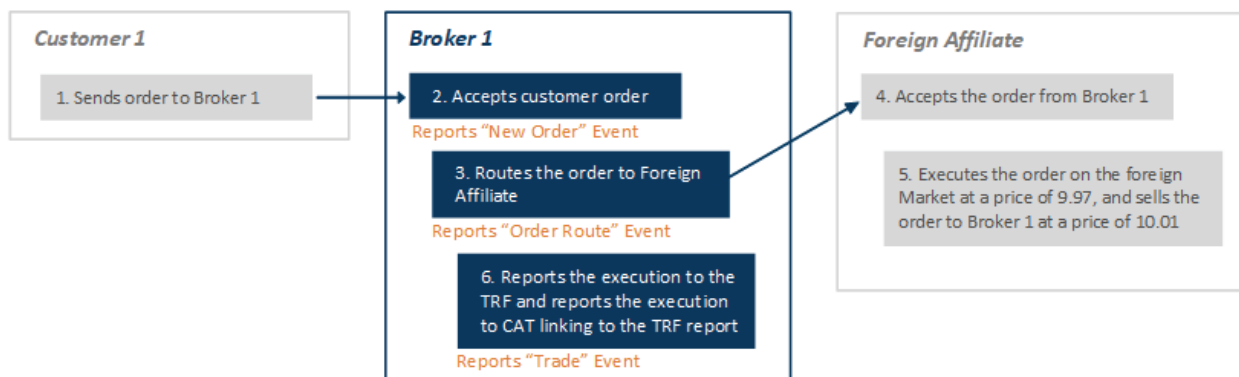 Customer 1
1. Sends order to Broker 1
Broker 1
2. Accepts customer order
Reports “New Order” Event
3. Routes the order to Foreign
Affiliate
Reports “Order Route” Event
6. Reports the execution to the
TRF and reports the execution
to CAT linking to the TRF report
Reports “Trade” Event
Foreign Affiliate
4. Accepts the order from Broker 1
5. Executes the order on the foreign
Market at a price of 9.97, and sells the
order to Broker 1 at a price of 10.01